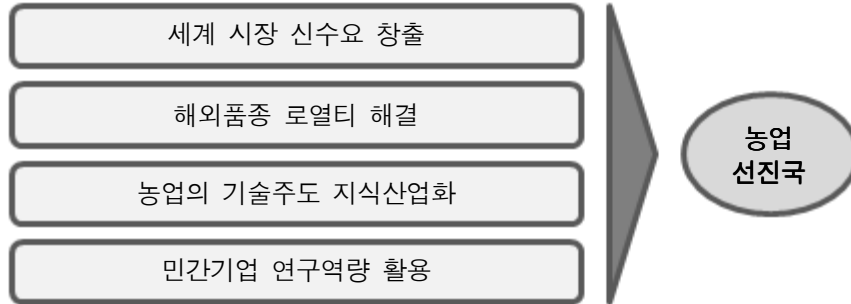 세계 시장 신수요 창출
해외품종 로열티 해결
농업의 기술주도 지식산업화
민간기업 연구역량 활용
농업
선진국